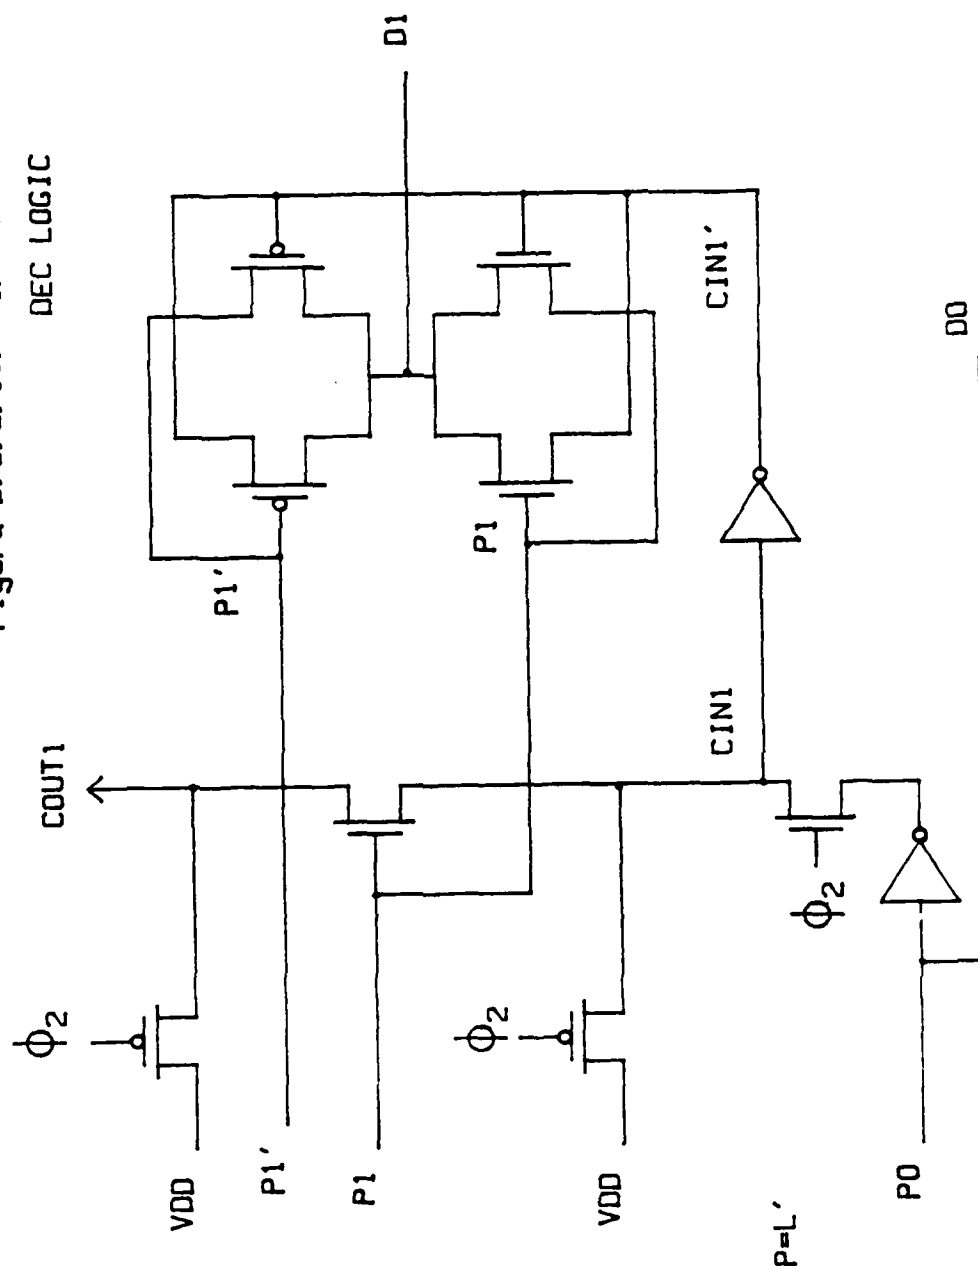 DEC LOGIC
D1
COUT1
Φ2
VDD
P1'
P1
P1'
P1
Φ2
VDD
CIN1
CIN1'
Φ2
P=L'
P0
D0